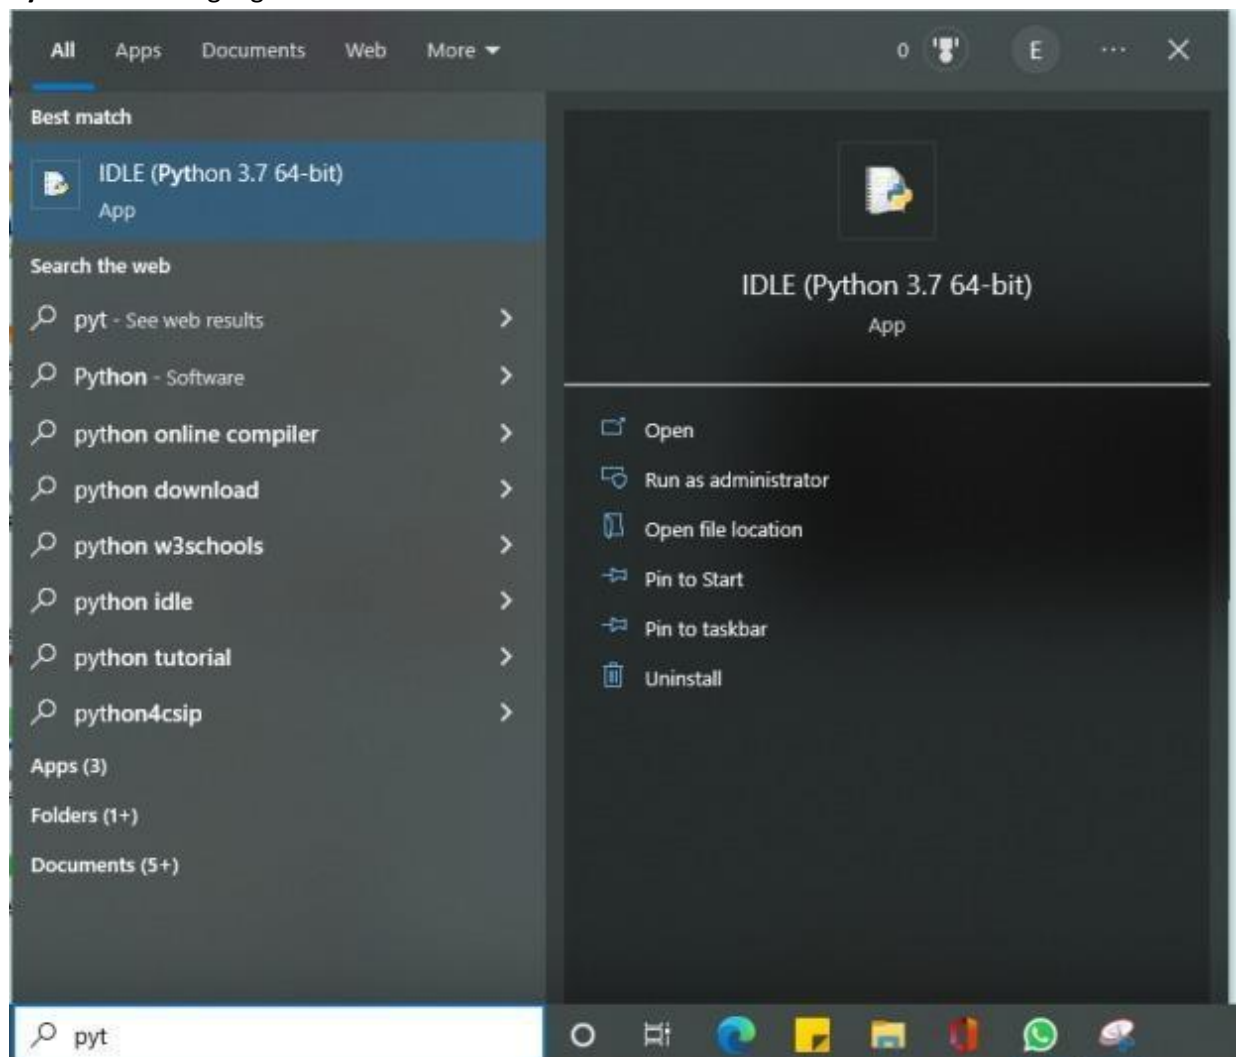 All Apps Documents Web More 0 E ... 
Best match
IDLE (Python 3.7 64-bit)
App
Search the web
pyt - See web results
Python - Software
python online compiler
python download
python w3schools
python idle
python tutorial
python4csip
Apps (3)
Folders (1+)
Documents (5+)
pyt
IDLE (Python 3.7 64-bit)
App
Open
Run as administrator
Open file location
Pin to Start
Pin to taskbar
Uninstall